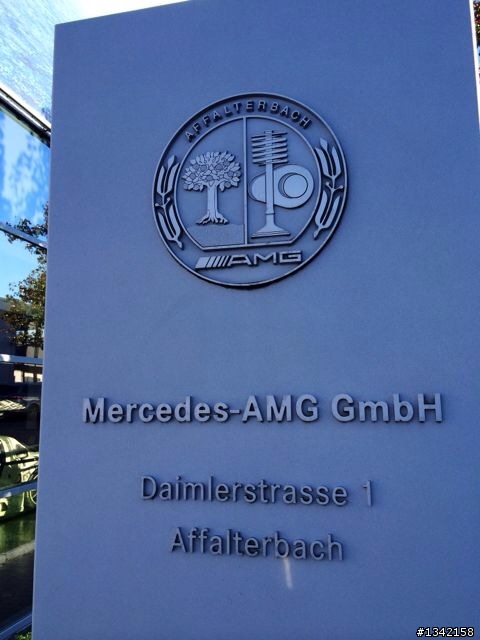 AFFALTERBACH
AMG
Mercedes-AMG GmbH
Daimlerstrasse 1
Affalterbach
#1342158